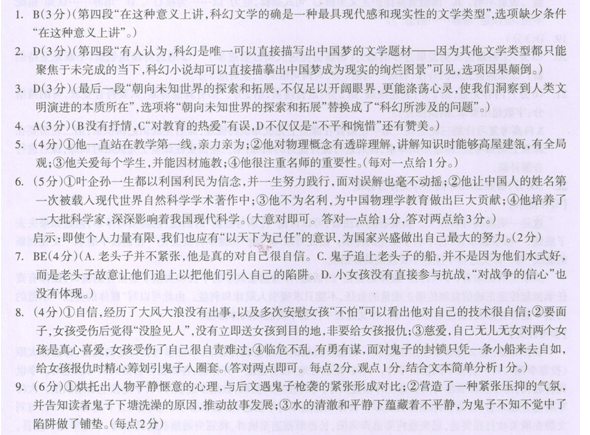 1. B(3分)(第四段“在这种意义上讲,科幻文学的确是一种最具现代感和现实性的文学类型”,选项缺少条件
“在这种意义上讲”。)
2. D(3分)(第四段“有人认为,科幻是唯一可以直接描写出中国梦的文学题材——因为其他文学类型都只能
聚焦于未完成的当下,科幻小说却可以直接描摹出中国梦成为现实的绚烂图景”可见,选项因果颠倒。)
3. D(3分)(最后一段“朝向未知世界的探索和拓展,不仅足以开阔眼界,更能涤荡心灵,使我们洞察到人类文
明演进的本质所在”,选项将“朝向未知世界的探索和拓展”替换成了“科幻所涉及的问题”。)
4. A(3分)(B没有抒情,C“对教育的热爱”有误,D不仅仅是“不平和惋惜”还有赞美。)
5. (4分)①他一直站在教学第一线,亲力亲为;②他对物理概念有透辟理解,讲解知识时能够高屋建瓴,有全局
观;③他关爱每个学生,并能因材施教;④他很注重名师的重要性。(每对一点给1分。)
6. (5分)①叶企孙一生都以利国利民为信念,并一生努力践行,面对误解也毫不动摇;②他让中国人的姓名第
一次被载入现代世界自然科学学术著作中;③他不为名利,为中国物理学教育做出巨大贡献;④他培养了
一大批科学家,深深影响着我国现代科学。(大意对即可。答对一点给1分,答对两点给3分。)
启示:即使个人力量有限,我们也应有“以天下为己任”的意识,为国家兴盛做出自己最大的努力。(2分)
7. BE(4分)(A. 老头子并不紧张,他是真的对自己很自信。C. 鬼子追上老头子的船,并不是因为他们水式好,
而是老头子故意让他们追上以把他们引入自己的陷阱。D. 小女孩没有直接参与抗战,“对战争的信心”也
没有体现。)
8. (4分)①自信,经历了大风大浪没有出事,以及多次安慰女孩“不怕”可以看出他对自己的技术很自信;②要面
子,女孩受伤后觉得“没脸见人”,没有立即送女孩到目的地,非要给女孩报仇;③慈爱,自己无儿无女对两个女
孩是真心喜爱,女孩受伤了自己很自责难过;④临危不乱,有勇有谋,面对鬼子的封锁只凭一条小船来去自如,
给女孩报仇时精心筹划引鬼子入圈套。(答对两点即可。每点2分,观点1分,结合文本简单分析1分。)
9. (6分)①烘托出人物平静惬意的心理,与后文遇鬼子枪袭的紧张形成对比;②营造了一种紧张压抑的气氛,
并告知读者鬼子下塘洗澡的原因,推动故事发展;③水的清澈和平静下蕴藏着不平静,为鬼子不知不觉中了
陷阱做了铺垫。(每点2分)